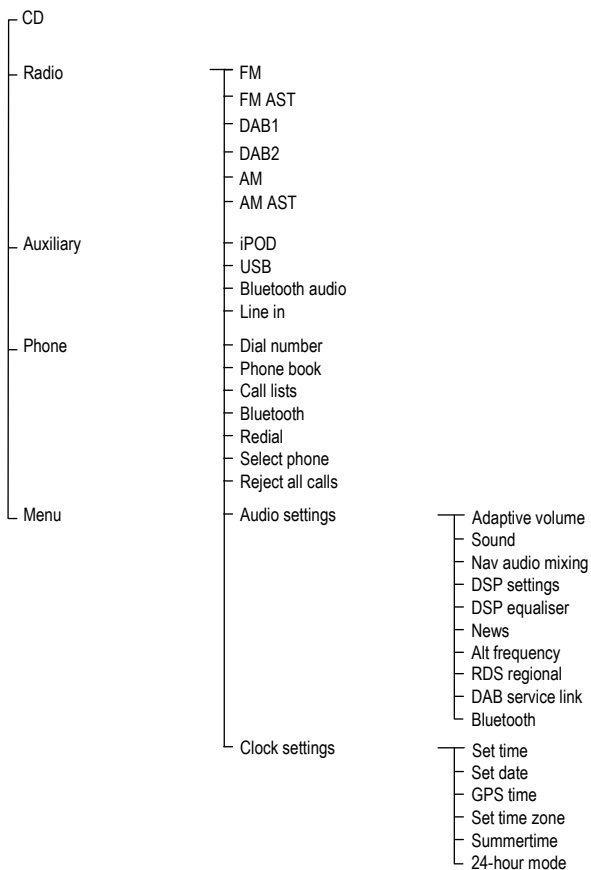 CD
Radio
FM
FM AST
DAB1
DAB2
AM
AM AST
Auxiliary
iPOD
USB
Bluetooth audio
Line in
Phone
Dial number
Phone book
Call lists
Bluetooth
Redial
Select phone
Reject all calls
Menu
Audio settings
Adaptive volume
Sound
Nav audio mixing
DSP settings
DSP equaliser
News
Alt frequency
RDS regional
DAB service link
Bluetooth
Clock settings
Set time
Set date
GPS time
Set time zone
Summertime
24-hour mode